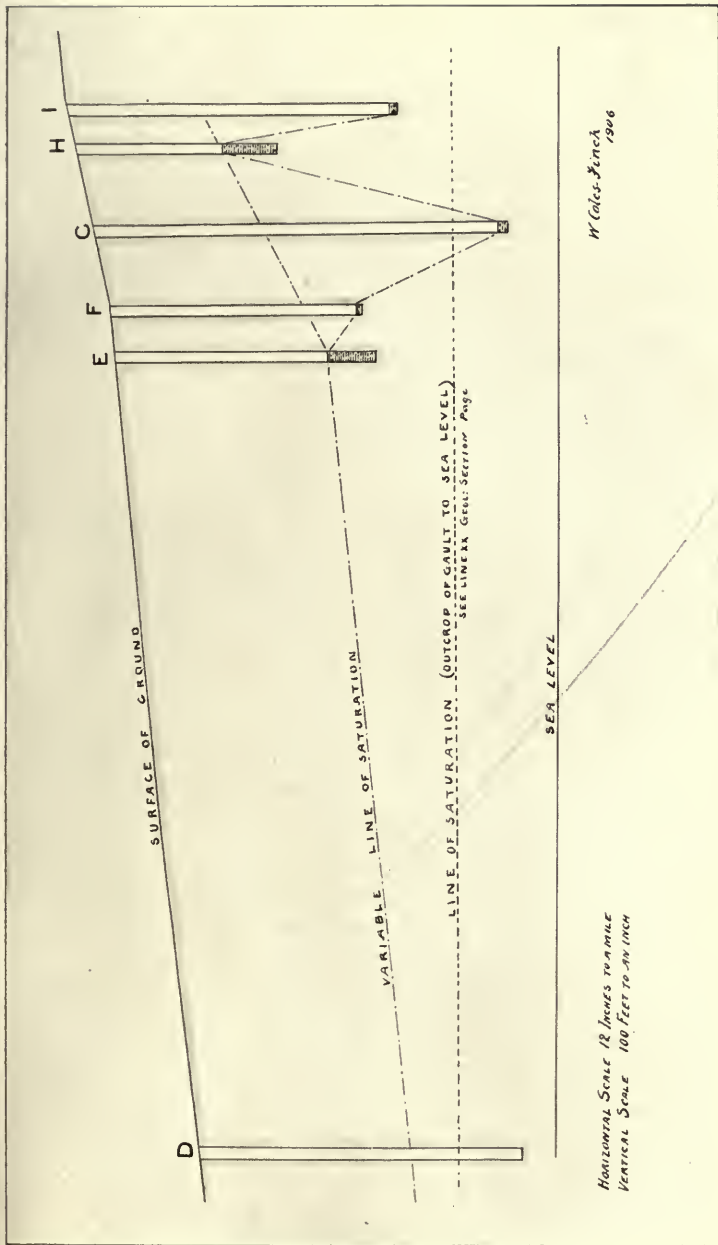 D
E
F
G
H
I
SURFACE OF GROUND
VARIABLE LINE OF SATURATION
LINE OF SATURATION (OUTCROP OF GAULT TO SEA LEVEL)
SEE LINE XX GEOL: SECTION Page
SEA LEVEL
HORIZONTAL SCALE 12 INCHES TO A MILE
VERTICAL SCALE 100 FEET TO AN INCH
W Coles-Finch
1906